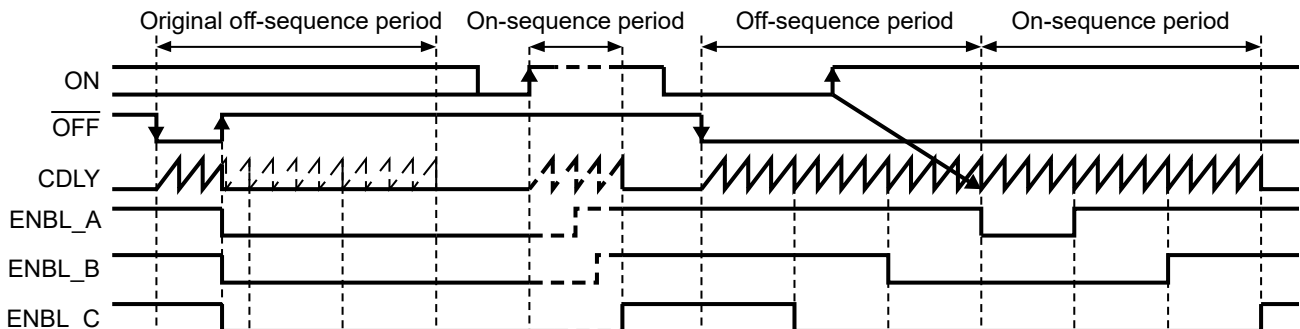 Original off-sequence period On-sequence period Off-sequence period On-sequence period
ON
OFF
CDLY
ENBL_A
ENBL_B
ENBL_C